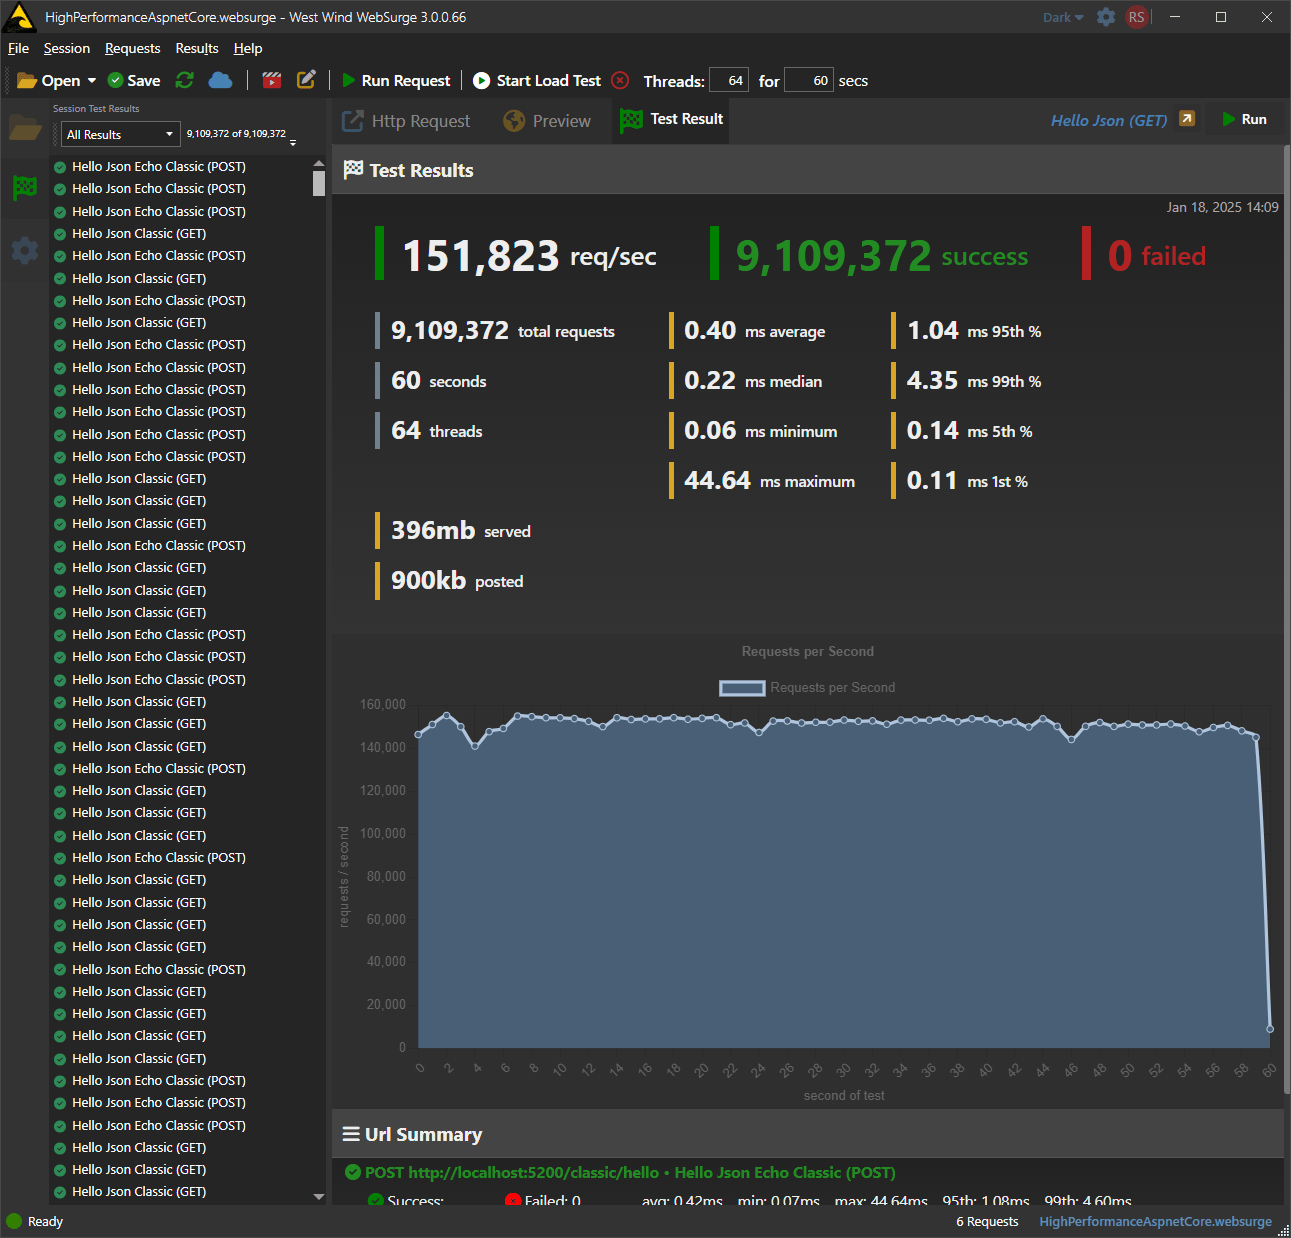 HighPerformanceAspnetCore.websurge - West Wind WebSurge 3.0.0.66
Dark
RS
File Session Requests Results Help
Open Save Run Request Start Load Test Threads: 64 for 60 secs
Session Test Results
All Results 9,109,372 of 9,109,372
Hello Json Echo Classic (POST)
Hello Json Echo Classic (POST)
Hello Json Echo Classic (POST)
Hello Json Classic (GET)
Hello Json Echo Classic (POST)
Hello Json Classic (GET)
Hello Json Echo Classic (POST)
Hello Json Classic (GET)
Hello Json Echo Classic (POST)
Hello Json Echo Classic (POST)
Hello Json Echo Classic (POST)
Hello Json Echo Classic (POST)
Hello Json Echo Classic (POST)
Hello Json Echo Classic (POST)
Hello Json Classic (GET)
Hello Json Classic (GET)
Hello Json Classic (GET)
Hello Json Echo Classic (POST)
Hello Json Classic (GET)
Hello Json Classic (GET)
Hello Json Classic (GET)
Hello Json Echo Classic (POST)
Hello Json Echo Classic (POST)
Hello Json Echo Classic (POST)
Hello Json Classic (GET)
Hello Json Classic (GET)
Hello Json Classic (GET)
Hello Json Echo Classic (POST)
Hello Json Classic (GET)
Hello Json Classic (GET)
Hello Json Classic (GET)
Hello Json Echo Classic (POST)
Hello Json Classic (GET)
Hello Json Classic (GET)
Hello Json Classic (GET)
Hello Json Classic (GET)
Hello Json Echo Classic (POST)
Hello Json Classic (GET)
Hello Json Classic (GET)
Hello Json Classic (GET)
Hello Json Classic (GET)
Hello Json Echo Classic (POST)
Hello Json Echo Classic (POST)
Hello Json Echo Classic (POST)
Hello Json Classic (GET)
Hello Json Classic (GET)
Hello Json Classic (GET)
Http Request Preview Test Result Hello Json (GET) Run
Test Results
Jan 18, 2025 14:09
151,823 req/sec 9,109,372 success 0 failed
9,109,372 total requests 0.40 ms average 1.04 ms 95th %
60 seconds 0.22 ms median 4.35 ms 99th %
64 threads 0.06 ms minimum 0.14 ms 5th %
44.64 ms maximum 0.11 ms 1st %
396mb served
900kb posted
Requests per Second
Requests per Second
160,000
140,000
120,000
100,000
80,000
60,000
40,000
20,000
0
requests / second
0 2 4 6 8 10 12 14 16 18 20 22 24 26 28 30 32 34 36 38 40 42 44 46 48 50 52 54 56 58 60
second of test
Url Summary
POST http://localhost:5200/classic/hello • Hello Json Echo Classic (POST)
Success: Failed: 0 avg: 0.42ms min: 0.07ms max: 44.64ms 95th: 1.08ms 99th: 4.60ms
Ready 6 Requests HighPerformanceAspnetCore.websurge